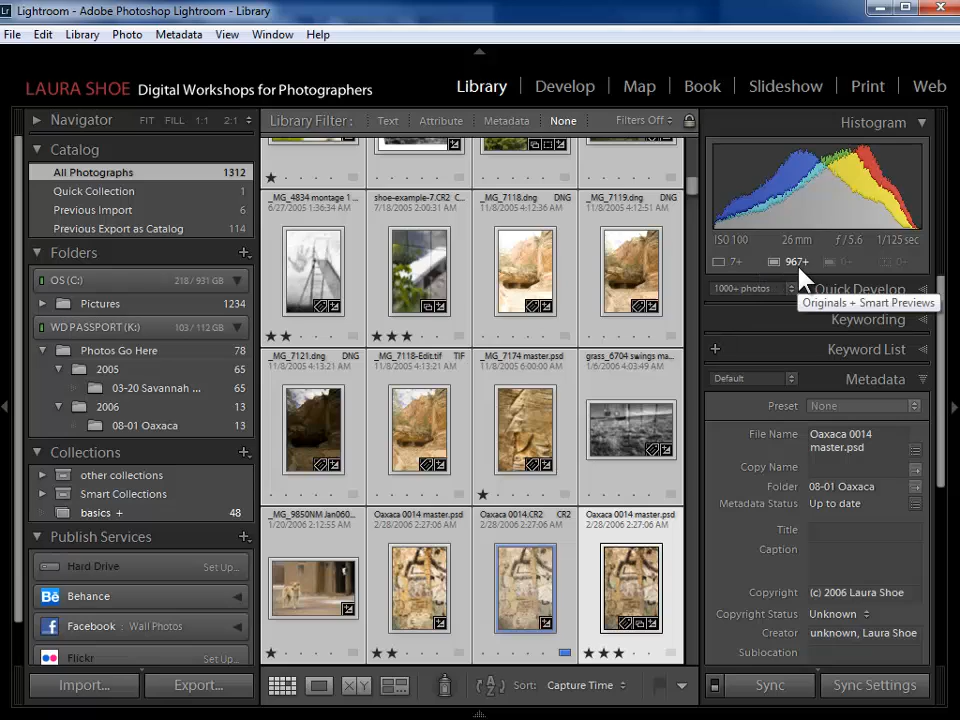 Lr Lightroom - Adobe Photoshop Lightroom - Library
File Edit Library Photo Metadata View Window Help
LAURA SHOE Digital Workshops for Photographers
Library | Develop | Map | Book | Slideshow | Print | Web
Navigator FIT FILL 1:1 2:1
Catalog
All Photographs 1312
Quick Collection 1
Previous Import 6
Previous Export as Catalog 114
Folders
OS (C:) 218 / 931 GB
Pictures 1234
WD PASSPORT (K:) 103 / 112 GB
Photos Go Here 78
2005 65
03-20 Savannah ... 65
2006 13
08-01 Oaxaca 13
Collections
other collections
Smart Collections
basics + 48
Publish Services
Hard Drive Set Up...
Bē Behance
f Facebook : Wall Photos
Flickr Set Up...
Import... Export...
Library Filter : Text Attribute Metadata None Filters Off
_MG_4834 montage 1 ...
6/27/2005 1:36:34 AM
shoe-example-7.CR2 C...
7/18/2005 2:00:31 AM
_MG_7118.dng DNG
11/8/2005 4:12:36 AM
_MG_7119.dng DNG
11/8/2005 4:12:51 AM
_MG_7121.dng DNG
11/8/2005 4:13:21 AM
_MG_7118-Edit.tif TIF
11/8/2005 4:13:21 AM
_MG_7174 master.psd
11/8/2005 6:00:00 AM
grass_6704 swings ma...
1/6/2006 4:03:49 AM
_MG_9850NM Jan060...
1/20/2006 2:12:55 AM
Oaxaca 0014 master.psd
2/28/2006 2:27:06 AM
Oaxaca 0014.CR2 CR2
2/28/2006 2:27:06 AM
Oaxaca 0014 master.psd
2/28/2006 2:27:06 AM
X Y
A Z Sort: Capture Time
Histogram
ISO 100 26 mm f / 5.6 1/125 sec
7+ 967+ 0+ 0+
1000+ photos Quick Develop
Originals + Smart Previews
Keywording
Keyword List
Default Metadata
Preset None
File Name Oaxaca 0014
master.psd
Copy Name
Folder 08-01 Oaxaca
Metadata Status Up to date
Title
Caption
Copyright (c) 2006 Laura Shoe
Copyright Status Unknown
Creator unknown, Laura Shoe
Sublocation
Sync Sync Settings